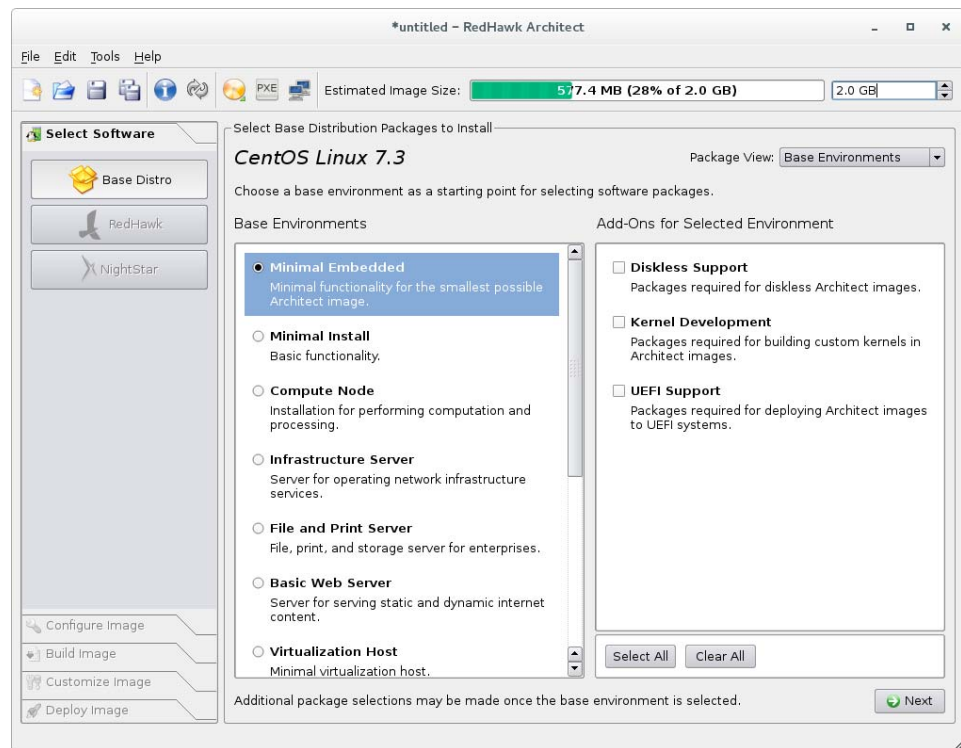 *untitled – RedHawk Architect
File Edit Tools Help
PXE
Estimated Image Size:
577.4 MB (28% of 2.0 GB)
2.0 GB
Select Software
Base Distro
RedHawk
NightStar
Configure Image
Build Image
Customize Image
Deploy Image
Select Base Distribution Packages to Install
CentOS Linux 7.3
Package View: Base Environments
Choose a base environment as a starting point for selecting software packages.
Base Environments
Minimal Embedded
Minimal functionality for the smallest possible
Architect image.
Minimal Install
Basic functionality.
Compute Node
Installation for performing computation and
processing.
Infrastructure Server
Server for operating network infrastructure
services.
File and Print Server
File, print, and storage server for enterprises.
Basic Web Server
Server for serving static and dynamic internet
content.
Virtualization Host
Minimal virtualization host.
Add-Ons for Selected Environment
Diskless Support
Packages required for diskless Architect images.
Kernel Development
Packages required for building custom kernels in
Architect images.
UEFI Support
Packages required for deploying Architect images
to UEFI systems.
Select All
Clear All
Additional package selections may be made once the base environment is selected.
Next